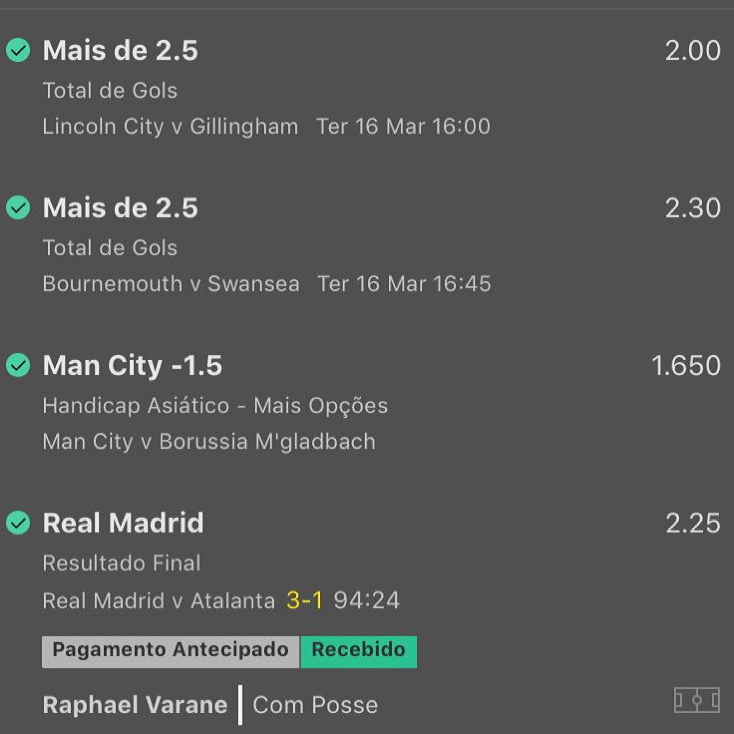 Mais de 2.5 2.00
Total de Gols
Lincoln City v Gillingham Ter 16 Mar 16:00
Mais de 2.5 2.30
Total de Gols
Bournemouth v Swansea Ter 16 Mar 16:45
Man City -1.5 1.650
Handicap Asiático - Mais Opções
Man City v Borussia M'gladbach
Real Madrid 2.25
Resultado Final
Real Madrid v Atalanta 3-1 94:24
Pagamento Antecipado Recebido
Raphael Varane Com Posse